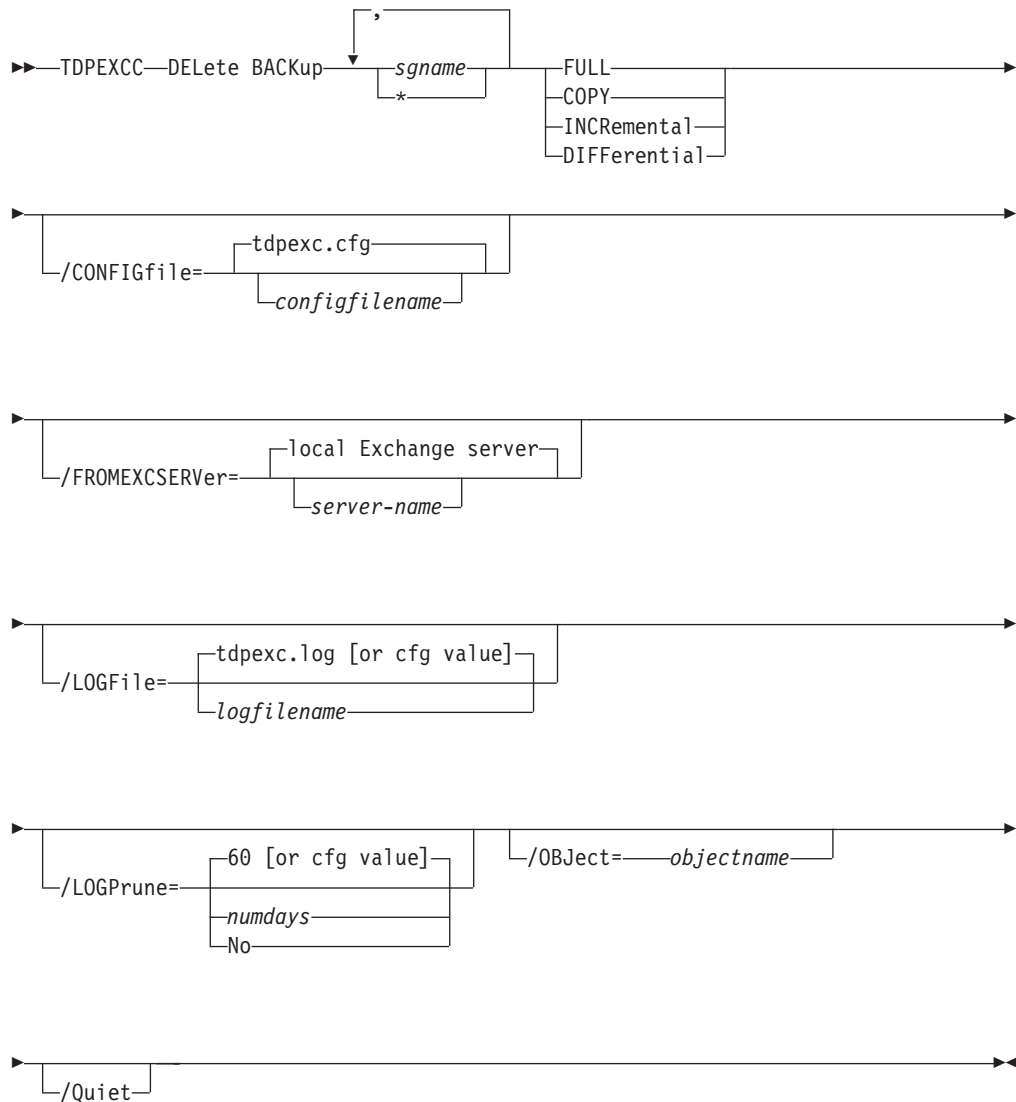 ,
TDPEXCC DELete BACKup sgname FULL
* COPY
INCRemental
DIFFerential
tdpexc.cfg
/CONFIGfile=
configfilename
local Exchange server
/FROMEXCSERVer=
server-name
tdpexc.log [or cfg value]
/LOGFile=
logfilename
60 [or cfg value] /OBJect= objectname
/LOGPrune=
numdays
No
/Quiet